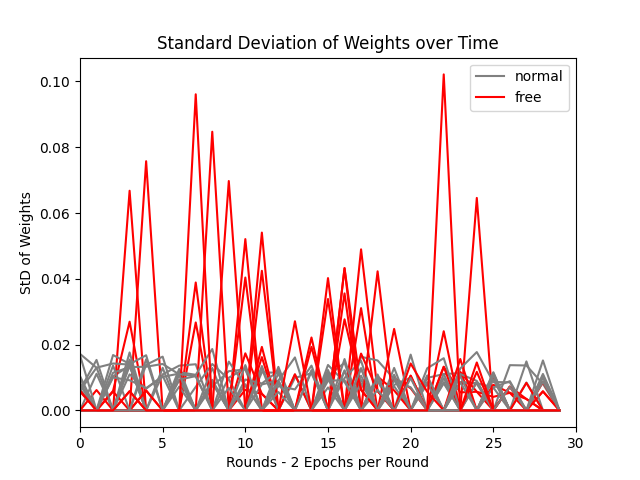 Standard Deviation of Weights over Time
normal
free
StD of Weights
0.10
0.08
0.06
0.04
0.02
0.00
0 5 10 15 20 25 30
Rounds - 2 Epochs per Round